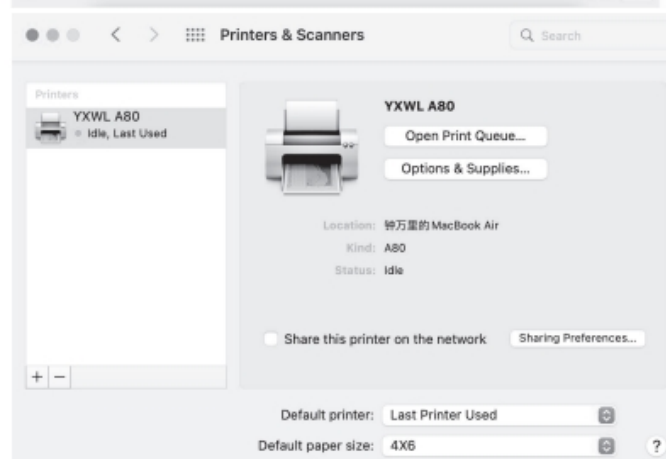 Printers & Scanners
Search
Printers
YXWL A80
Idle, Last Used
YXWL A80
Open Print Queue...
Options & Supplies...
Location: 钟万里的 MacBook Air
Kind: A80
Status: Idle
Share this printer on the network
Sharing Preferences...
+ −
Default printer: Last Printer Used
Default paper size: 4X6
?